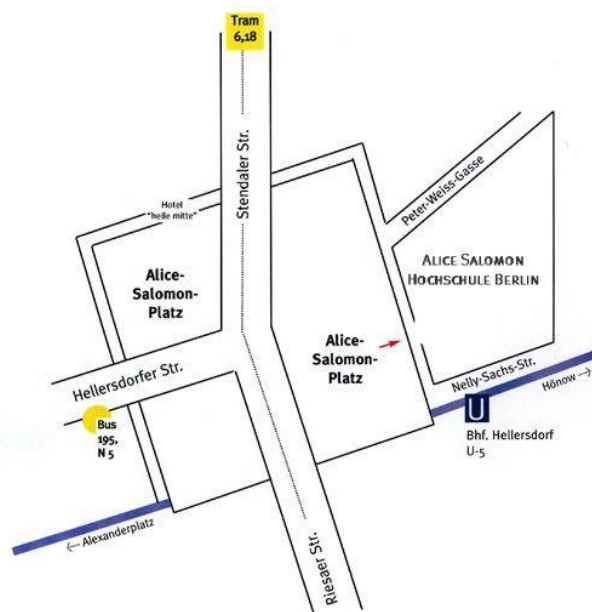 Tram
6,18
Stendaler Str.
Peter-Weiss-Gasse
Hotel
"helle mitte"
ALICE SALOMON
HOCHSCHULE BERLIN
Alice-
Salomon-
Platz
Alice-
Salomon-
Platz
Hellersdorfer Str.
Nelly-Sachs-Str.
Hönow →
Bus
195,
N 5
U
Bhf. Hellersdorf
U-5
← Alexanderplatz
Riesaer Str.